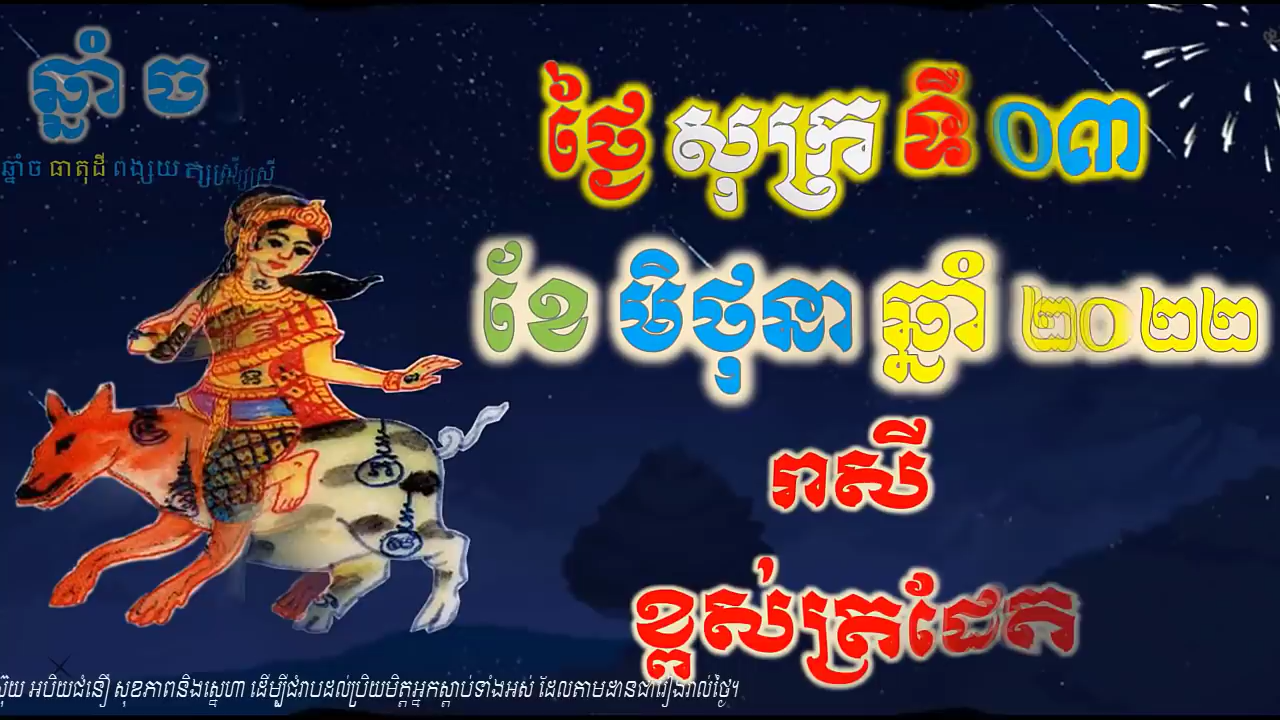 ឆ្នាំ ច
ឆ្នាំច ធាតុដី ពង្សយក្សស្រី
ថ្ងៃ សុក្រ ទី ០៣
ខែ មិថុនា ឆ្នាំ ២០២២
រាសី
ខ្ពស់ត្រដែត
អបិយជំនឿ សុខភាពនិងស្នេហា ដើម្បីជំរាបដល់ប្រិយមិត្តអ្នកស្តាប់ទាំងអស់ ដែលតាមដានជារៀងរាល់ថ្ងៃ។